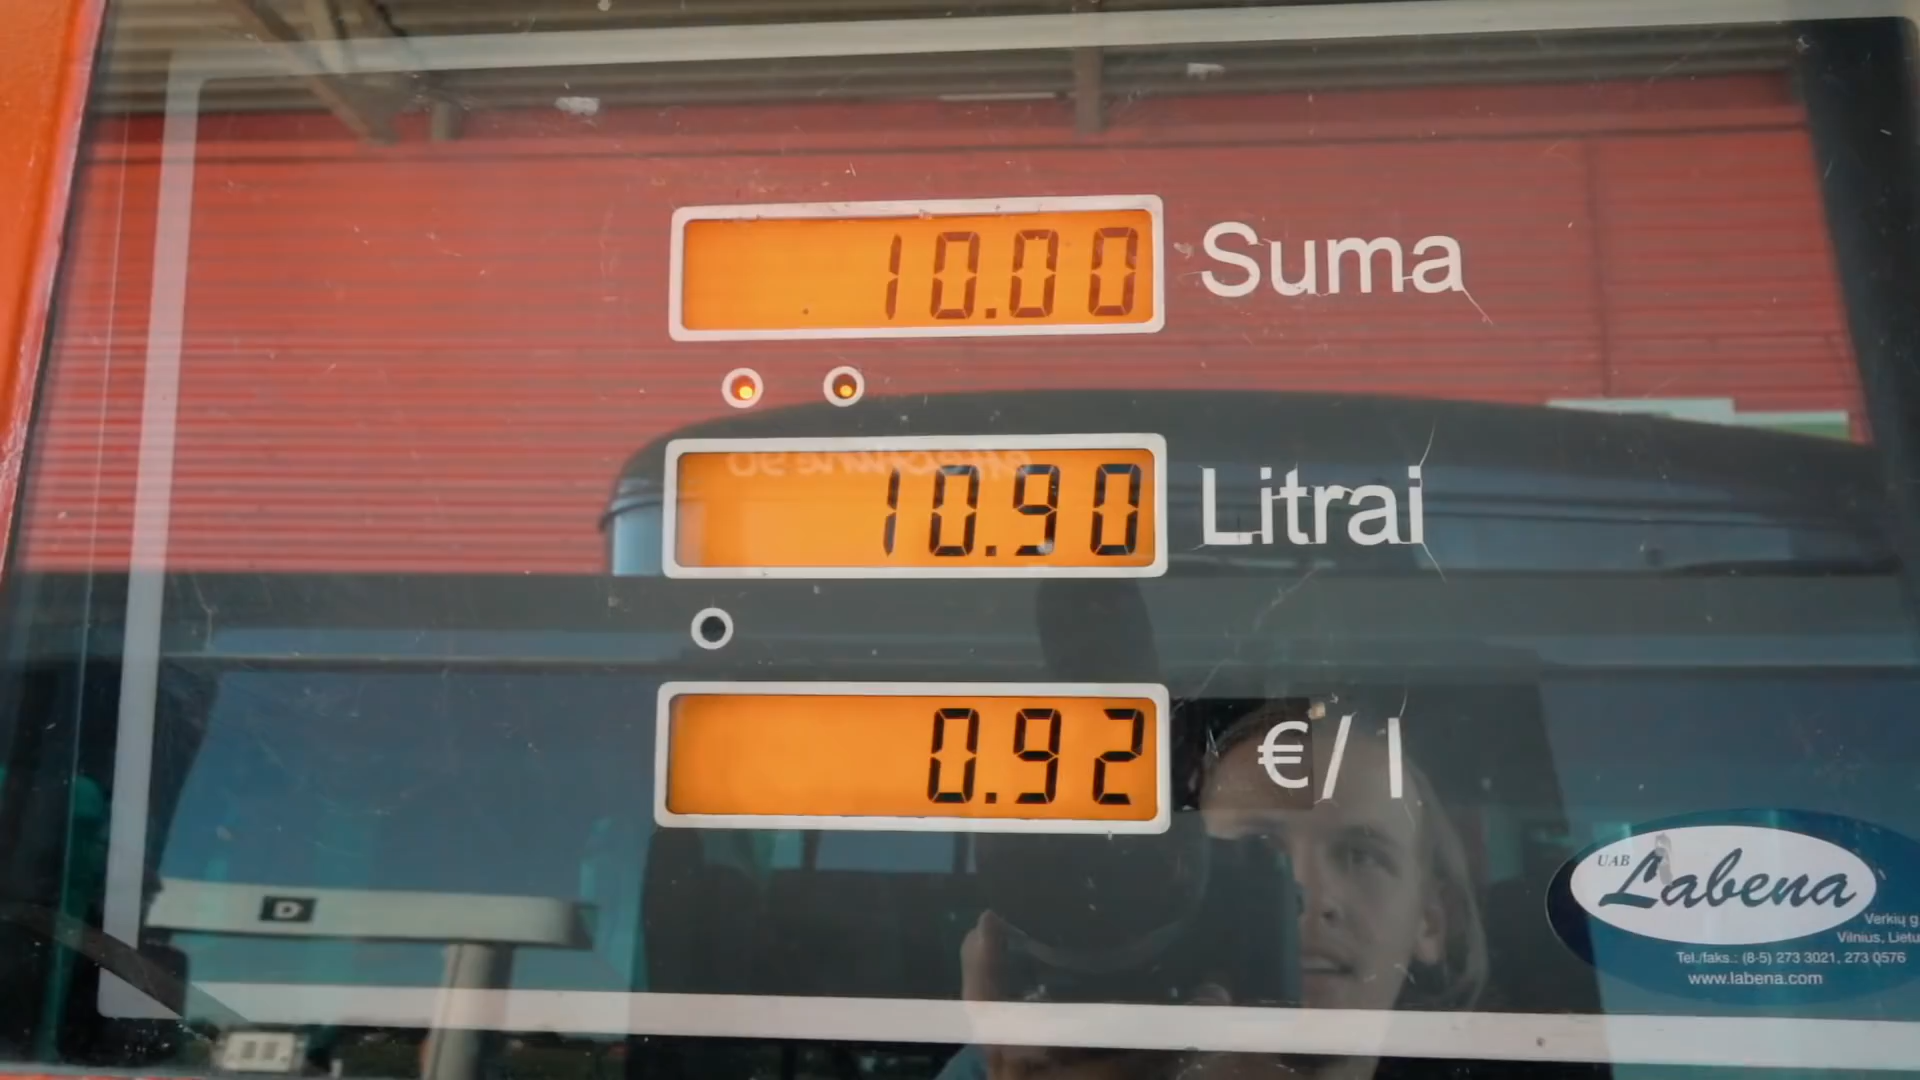 10.00 Suma
10.90 Litrai
0.92 €/l
D
UAB Labena
Verkių g
Vilnius, Lietu
Tel./faks.: (8-5) 273 3021, 273 0576
www.labena.com